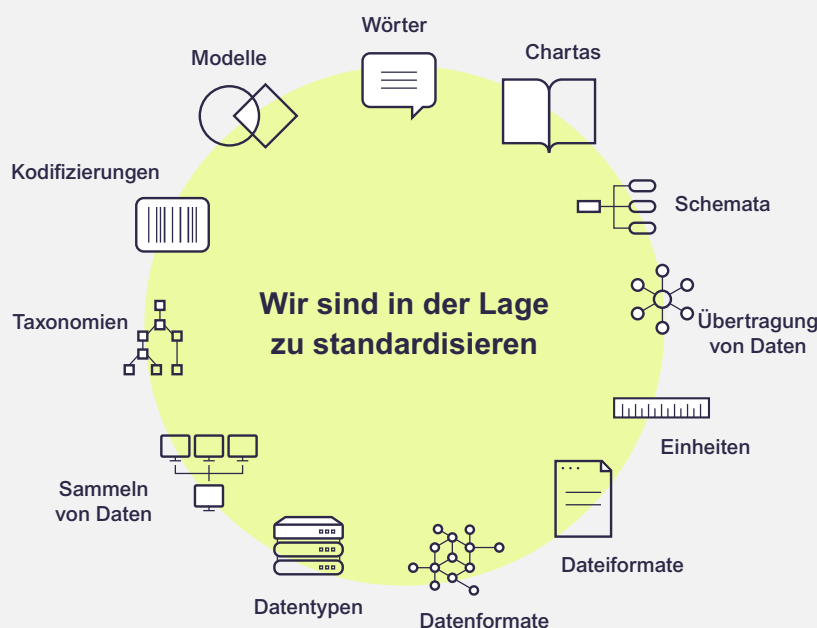 Wörter
Chartas
Modelle
Kodifizierungen
Schemata
Wir sind in der Lage
zu standardisieren
Taxonomien
Übertragung
von Daten
Einheiten
Sammeln
von Daten
Dateiformate
Datentypen
Datenformate